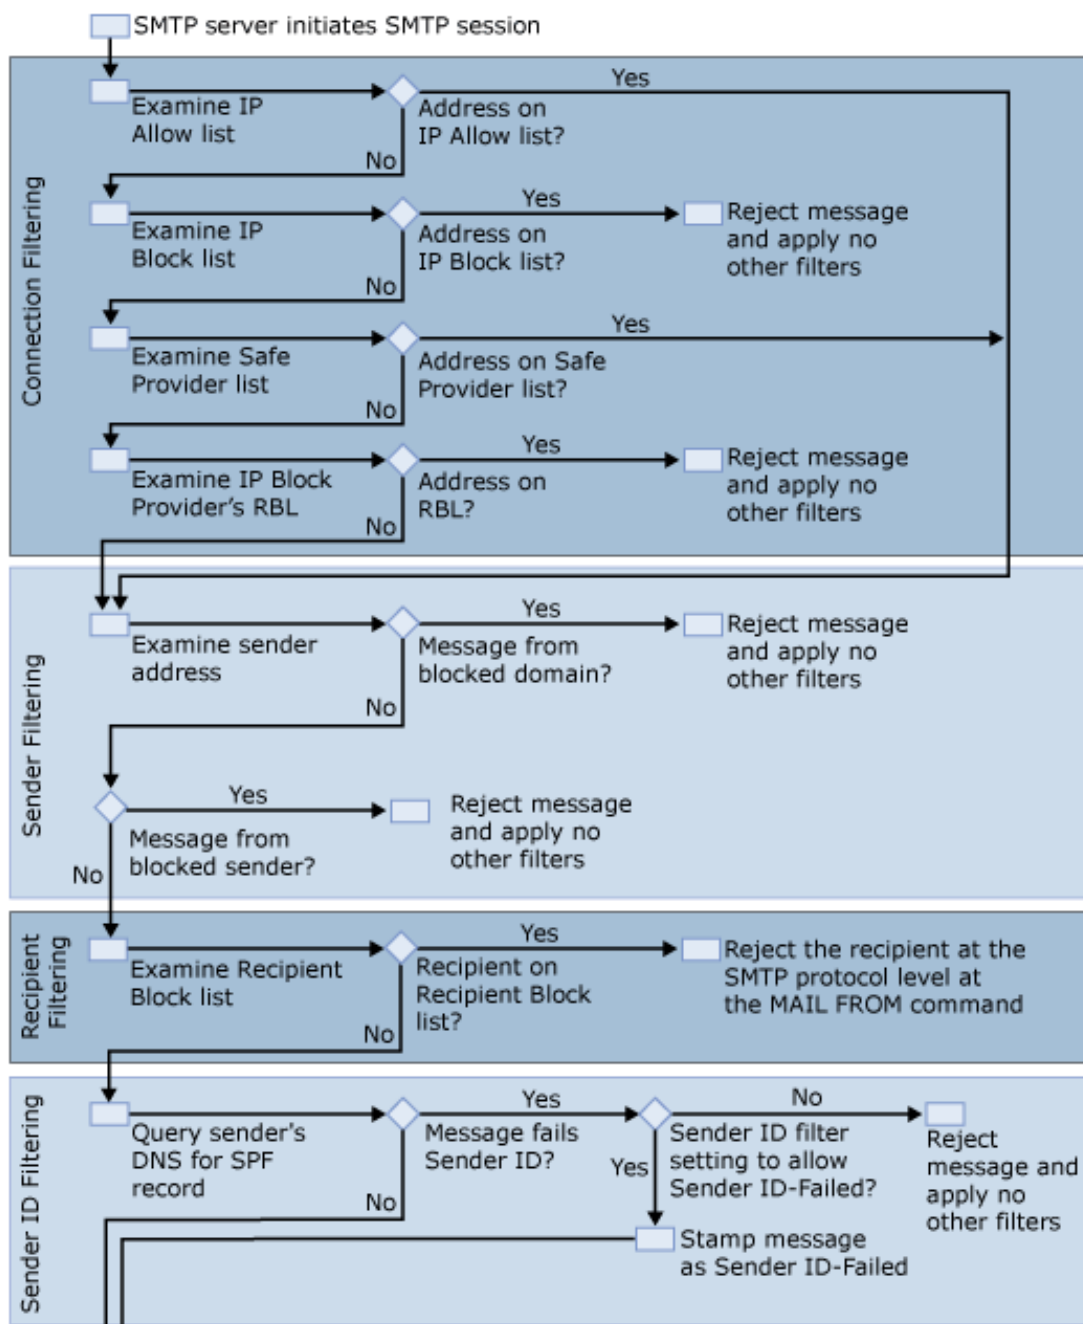 SMTP server initiates SMTP session
Connection Filtering
Examine IP
Allow list
Address on
IP Allow list?
Yes
No
Examine IP
Block list
Address on
IP Block list?
Yes
Reject message
and apply no
other filters
No
Examine Safe
Provider list
Address on Safe
Provider list?
Yes
No
Examine IP Block
Provider's RBL
Address on
RBL?
Yes
Reject message
and apply no
other filters
No
Sender Filtering
Examine sender
address
Message from
blocked domain?
Yes
Reject message
and apply no
other filters
No
Message from
blocked sender?
Yes
Reject message
and apply no
other filters
No
Recipient
Filtering
Examine Recipient
Block list
Recipient on
Recipient Block
list?
Yes
Reject the recipient at the
SMTP protocol level at
the MAIL FROM command
No
Sender ID Filtering
Query sender's
DNS for SPF
record
Message fails
Sender ID?
Yes
No
Sender ID filter
setting to allow
Sender ID-Failed?
No
Reject
message and
apply no
other filters
Yes
Stamp message
as Sender ID-Failed